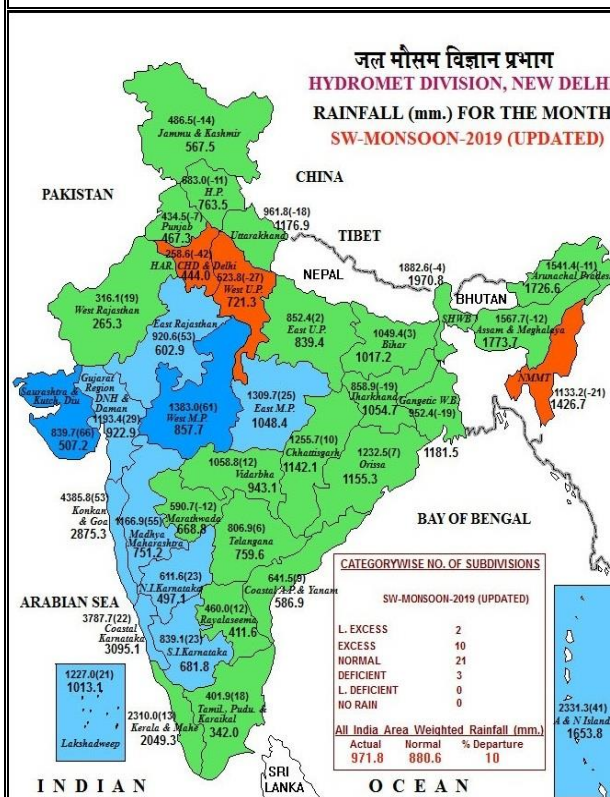 जल मौसम विज्ञान प्रभाग
HYDROMET DIVISION, NEW DELHI
RAINFALL (mm.) FOR THE MONTH
SW-MONSOON-2019 (UPDATED)
486.5(-14)
Jammu & Kashmir
567.5
683.0(-11)
H.P.
763.5
CHINA
PAKISTAN
434.5(-7)
Punjab
467.3
961.8(-18)
Uttarakhand
1176.9
TIBET
258.6(-42)
HAR. CHD & Delhi
444.0
523.8(-27)
West U.P.
721.3
NEPAL
1882.6(-4)
1970.8
BHUTAN
1541.4(-11)
Arunachal Pradesh
1726.6
316.1(19)
West Rajasthan
265.3
East Rajasthan
920.6(53)
602.9
852.4(2)
East U.P.
839.4
SHWB
1567.7(-12)
Assam & Meghalaya
1773.7
1049.4(3)
Bihar
1017.2
NMMT
1133.2(-21)
1426.7
Saurashtra &
Kutch, Diu
839.7(66)
507.2
Gujarat
Region
DNH &
Daman
1193.4(29)
922.9
1383.0(61)
West M.P.
857.7
1309.7(25)
East M.P.
1048.4
858.9(-19)
Jharkhand
1054.7
Gangetic W.B.
952.4(-19)
1181.5
1255.7(10)
Chhattisgarh
1142.1
1232.5(7)
Orissa
1155.3
1058.8(12)
Vidarbha
943.1
4385.8(53)
Konkan
& Goa
2875.3
1166.9(55)
Madhya
Maharashtra
751.2
590.7(-12)
Marathwada
668.8
806.9(6)
Telangana
759.6
BAY OF BENGAL
ARABIAN SEA
611.6(23)
N.I.Karnataka
497.1
641.5(9)
Coastal A.P.& Yanam
586.9
3787.7(22)
Coastal
Karnataka
3095.1
460.0(12)
Rayalaseema
411.6
839.1(23)
S.I.Karnataka
681.8
1227.0(21)
1013.1
Lakshadweep
401.9(18)
Tamil., Pudu. &
Karaikal
342.0
2310.0(13)
Kerala & Mahe
2049.3
CATEGORYWISE NO. OF SUBDIVISIONS
SW-MONSOON-2019 (UPDATED)
L. EXCESS 2
EXCESS 10
NORMAL 21
DEFICIENT 3
L. DEFICIENT 0
NO RAIN 0
All India Area Weighted Rainfall (mm.)
Actual Normal % Departure
971.8 880.6 10
2331.3(41)
A & N Island
1653.8
SRI
LANKA
INDIAN OCEAN